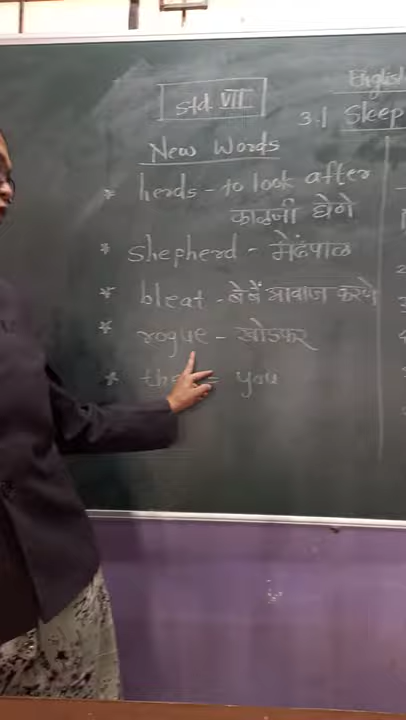 English
Std. VII
3.1 Sleep
New Words
* herds - to look after
काळजी घेणे
* shepherd - मेंढपाळ
* bleat - बेंबें आवाज करणे
* rogue - खोडकर
* = you